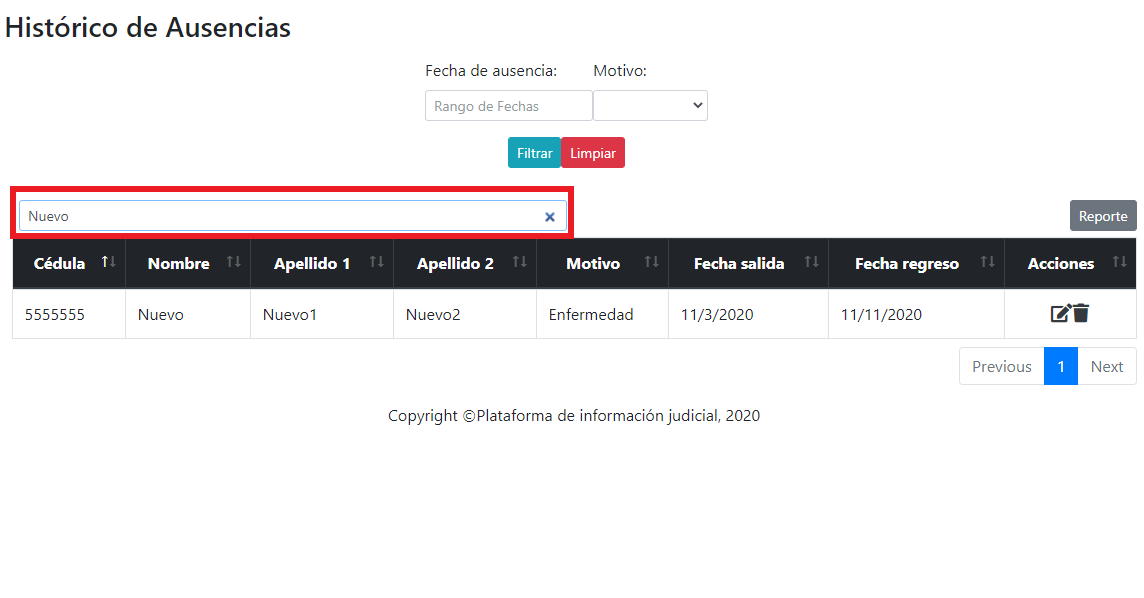 Histórico de Ausencias
Fecha de ausencia: Motivo:
Rango de Fechas
Filtrar Limpiar
Nuevo Reporte
Cédula Nombre Apellido 1 Apellido 2 Motivo Fecha salida Fecha regreso Acciones
5555555 Nuevo Nuevo1 Nuevo2 Enfermedad 11/3/2020 11/11/2020
Previous 1 Next
Copyright ©Plataforma de información judicial, 2020